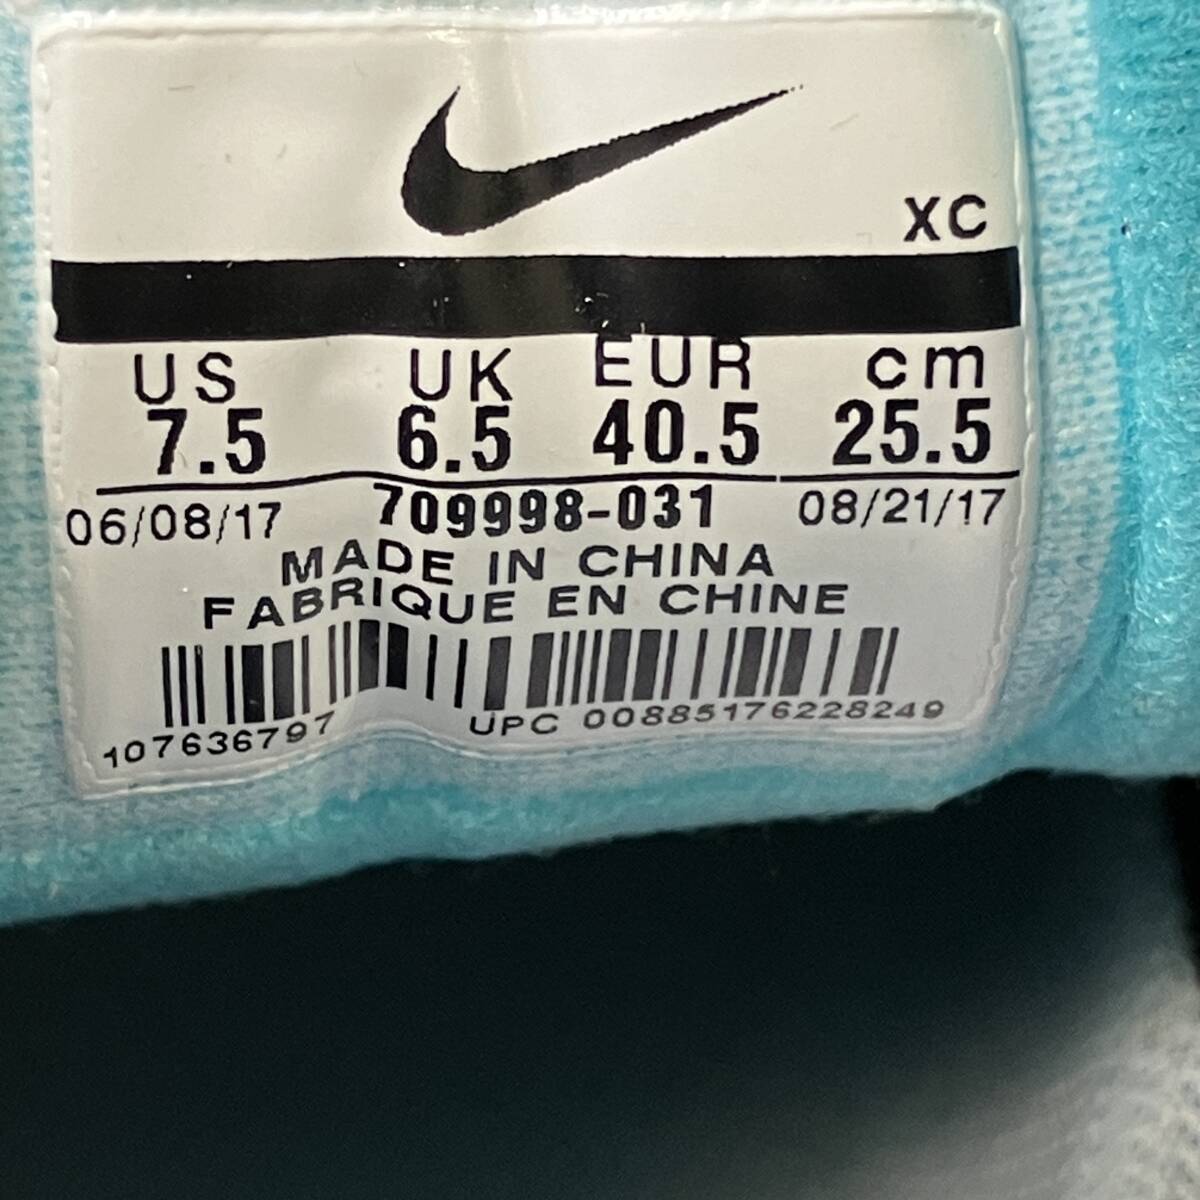 XC
US UK EUR cm
7.5 6.5 40.5 25.5
06/08/17 709998-031 08/21/17
MADE IN CHINA
FABRIQUE EN CHINE
107636797 UPC 00885176228249